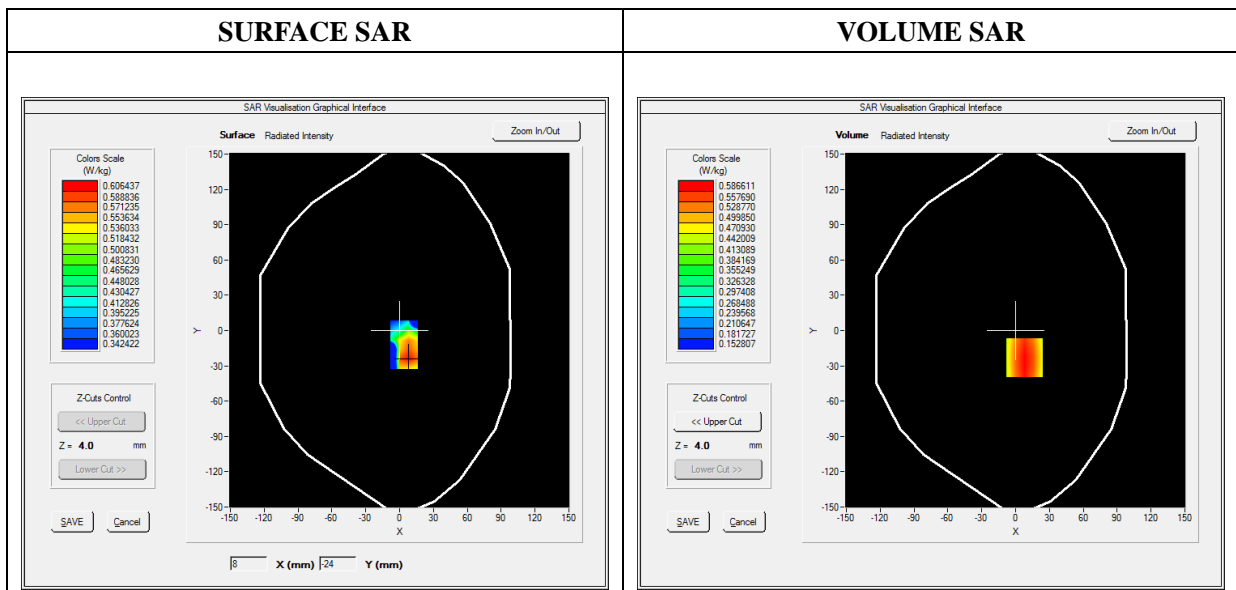 SURFACE SAR
VOLUME SAR
SAR Visualisation Graphical Interface
Surface Radiated Intensity
Zoom In/Out
Colors Scale
(W/kg)
0.606437
0.588836
0.571235
0.553634
0.536033
0.518432
0.500831
0.483230
0.465629
0.448028
0.430427
0.412826
0.395225
0.377624
0.360023
0.342422
Z-Cuts Control
<< Upper Cut
Z = 4.0 mm
Lower Cut >>
SAVE Cancel
150
120
90
60
30
0
-30
-60
-90
-120
-150
Y
-150 -120 -90 -60 -30 0 30 60 90 120 150
X
8 X (mm) -24 Y (mm)
SAR Visualisation Graphical Interface
Volume Radiated Intensity
Zoom In/Out
Colors Scale
(W/kg)
0.586611
0.557690
0.528770
0.499850
0.470930
0.442009
0.413089
0.384169
0.355249
0.326328
0.297408
0.268488
0.239568
0.210647
0.181727
0.152807
Z-Cuts Control
<< Upper Cut
Z = 4.0 mm
Lower Cut >>
SAVE Cancel
150
120
90
60
30
0
-30
-60
-90
-120
-150
Y
-150 -120 -90 -60 -30 0 30 60 90 120 150
X